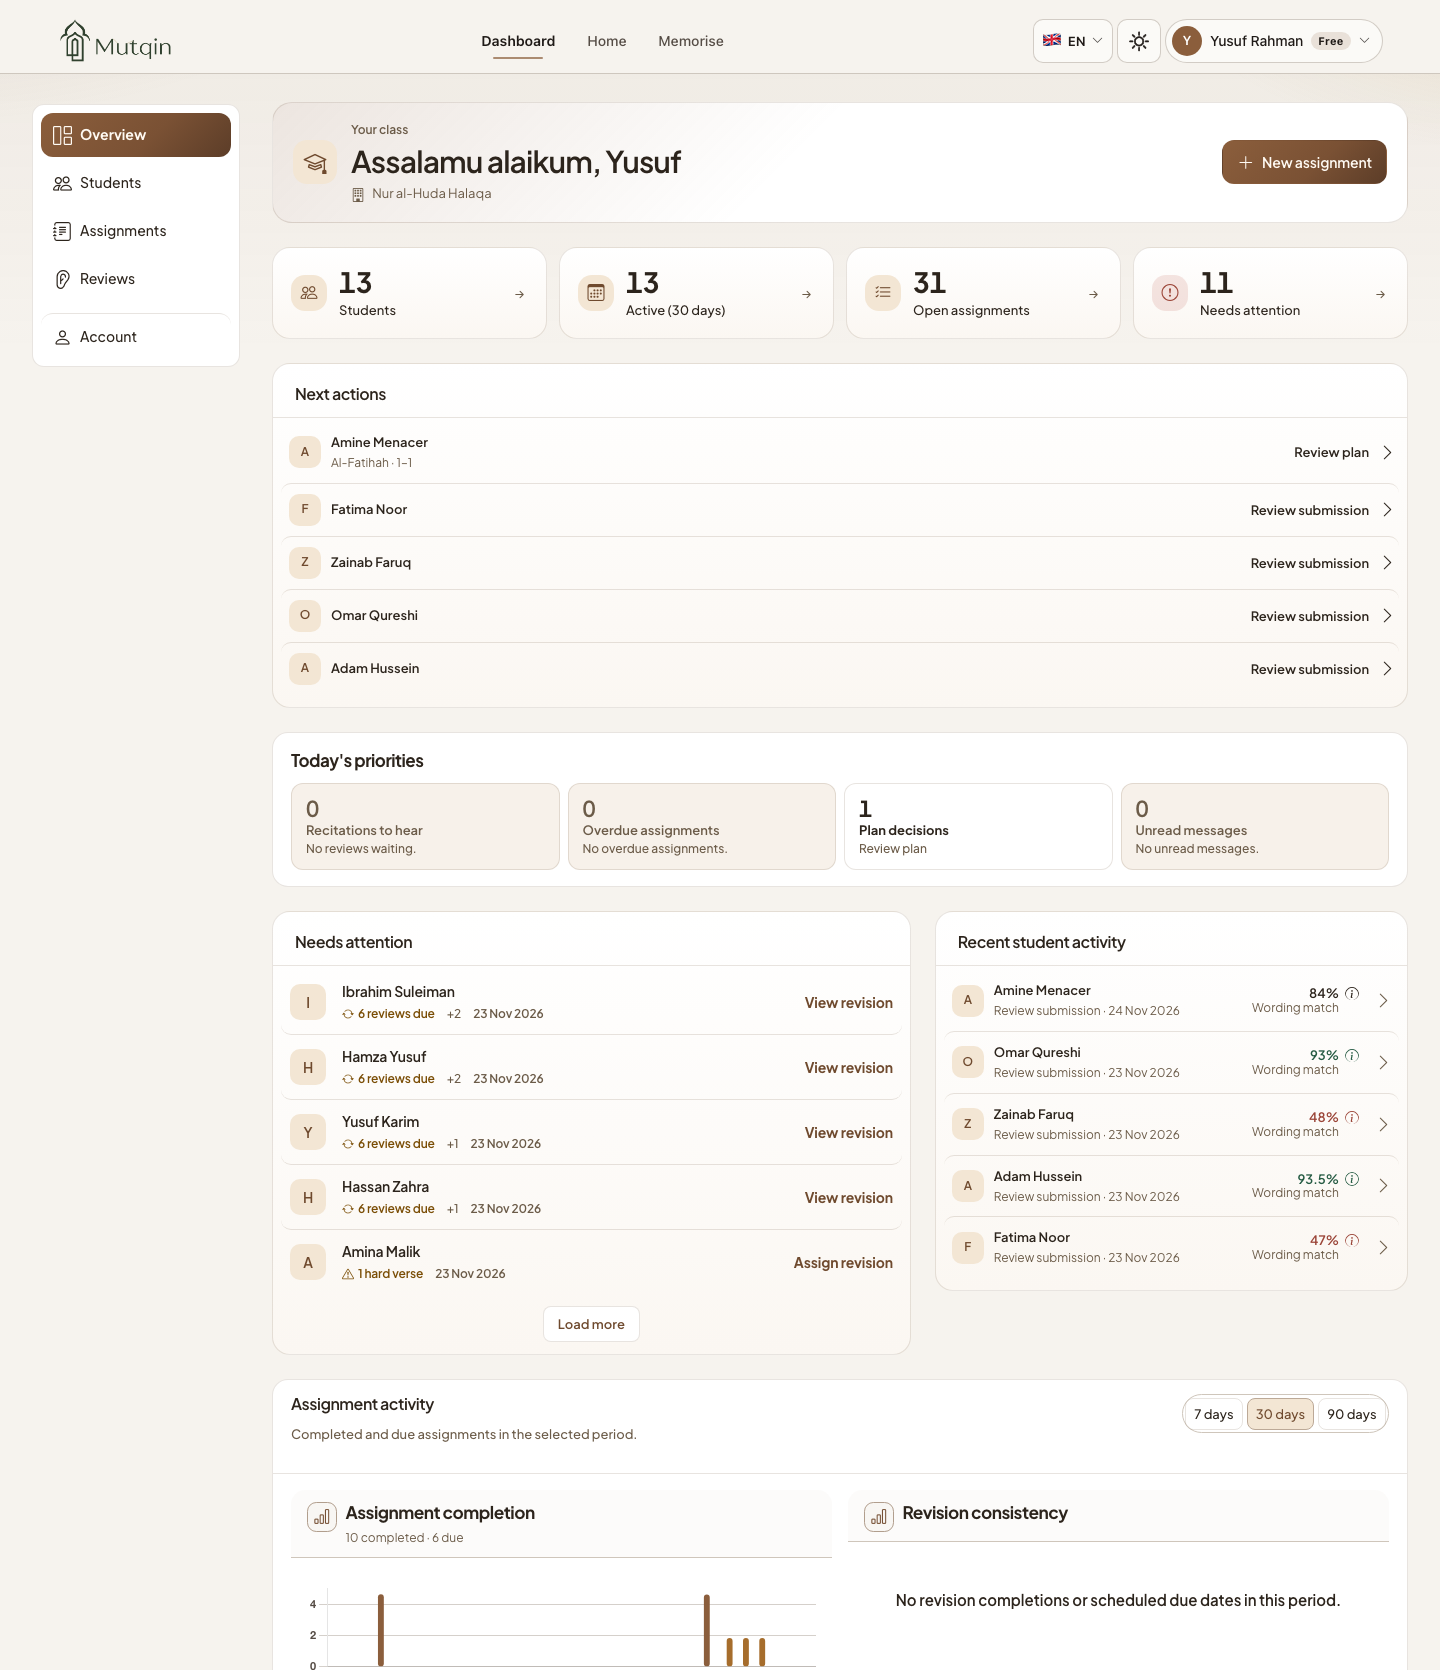 Mutqin
Dashboard
Home
Memorise
EN
Y
Yusuf Rahman
Free
Overview
Students
Assignments
Reviews
Account
Your class
Assalamu alaikum, Yusuf
Nur al-Huda Halaqa
New assignment
13
Students
13
Active (30 days)
31
Open assignments
11
Needs attention
Next actions
A
Amine Menacer
Al-Fatihah · 1–1
Review plan
F
Fatima Noor
Review submission
Z
Zainab Faruq
Review submission
O
Omar Qureshi
Review submission
A
Adam Hussein
Review submission
Today's priorities
0
Recitations to hear
No reviews waiting.
0
Overdue assignments
No overdue assignments.
1
Plan decisions
Review plan
0
Unread messages
No unread messages.
Needs attention
I
Ibrahim Suleiman
6 reviews due +2 23 Nov 2026
View revision
H
Hamza Yusuf
6 reviews due +2 23 Nov 2026
View revision
Y
Yusuf Karim
6 reviews due +1 23 Nov 2026
View revision
H
Hassan Zahra
6 reviews due +1 23 Nov 2026
View revision
A
Amina Malik
1 hard verse 23 Nov 2026
Assign revision
Load more
Recent student activity
A
Amine Menacer
Review submission · 24 Nov 2026
84%
Wording match
O
Omar Qureshi
Review submission · 23 Nov 2026
93%
Wording match
Z
Zainab Faruq
Review submission · 23 Nov 2026
48%
Wording match
A
Adam Hussein
Review submission · 23 Nov 2026
93.5%
Wording match
F
Fatima Noor
Review submission · 23 Nov 2026
47%
Wording match
Assignment activity
Completed and due assignments in the selected period.
7 days
30 days
90 days
Assignment completion
10 completed · 6 due
4
2
0
Revision consistency
No revision completions or scheduled due dates in this period.